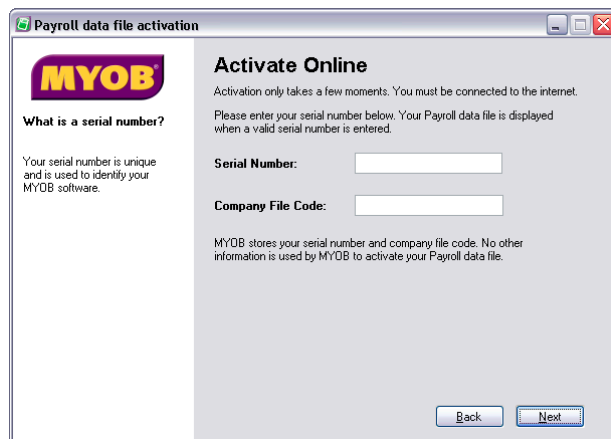 Payroll data file activation
MYOB
What is a serial number?
Your serial number is unique
and is used to identify your
MYOB software.
Activate Online
Activation only takes a few moments. You must be connected to the internet.
Please enter your serial number below. Your Payroll data file is displayed
when a valid serial number is entered.
Serial Number:
Company File Code:
MYOB stores your serial number and company file code. No other
information is used by MYOB to activate your Payroll data file.
Back
Next